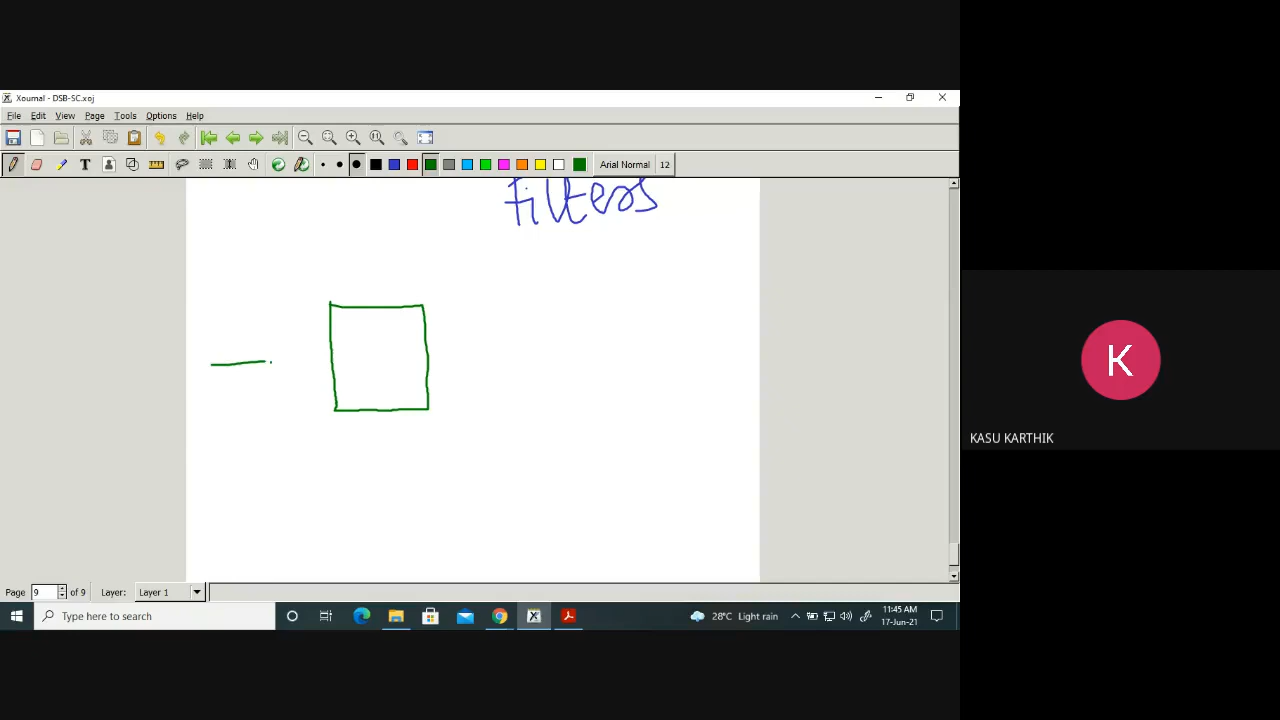 Xournal - DSB-SC.xoj
File Edit View Page Tools Options Help
T Arial Normal 12
Filters
K
KASU KARTHIK
Page 9 of 9 Layer: Layer 1
Type here to search 28°C Light rain 11:45 AM
17-Jun-21